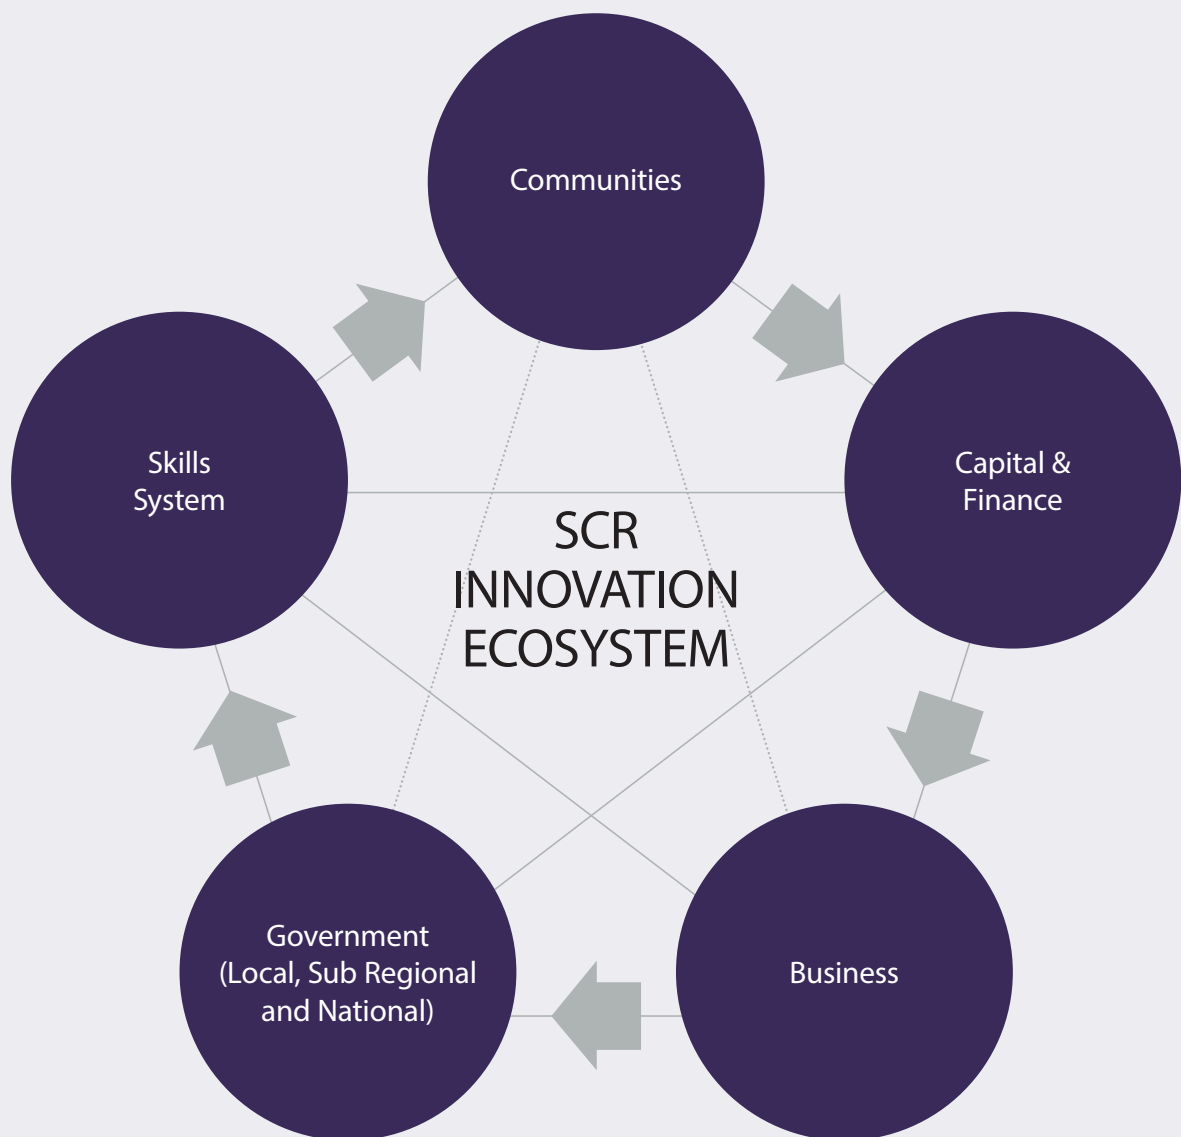 Communities
Skills
System
Capital &
Finance
SCR
INNOVATION
ECOSYSTEM
Government
(Local, Sub Regional
and National)
Business